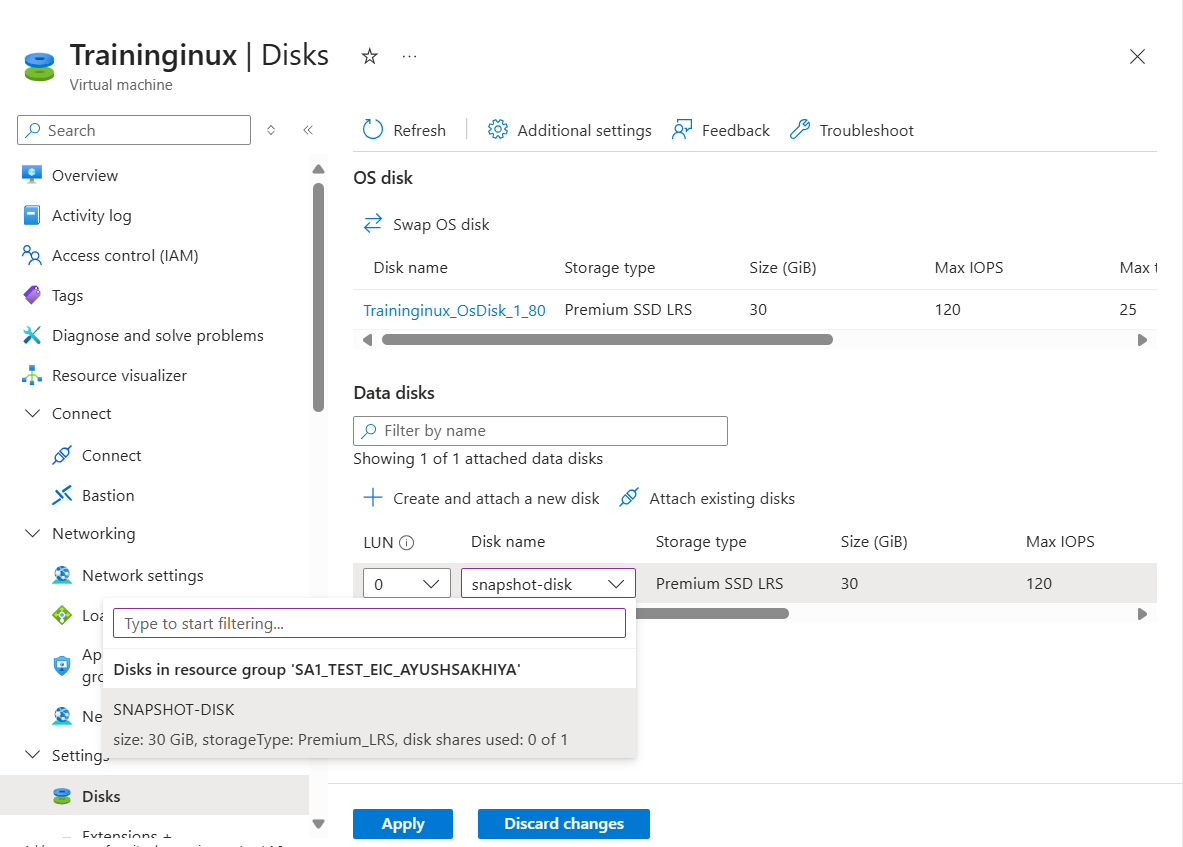 Traininginux | Disks
Virtual machine
Search
Refresh
Additional settings
Feedback
Troubleshoot
Overview
Activity log
Access control (IAM)
Tags
Diagnose and solve problems
Resource visualizer
Connect
Connect
Bastion
Networking
Network settings
Loa
Ap
gro
Ne
Settings
Disks
Extensions +
OS disk
Swap OS disk
Disk name Storage type Size (GiB) Max IOPS Max t
Traininginux_OsDisk_1_80 Premium SSD LRS 30 120 25
Data disks
Filter by name
Showing 1 of 1 attached data disks
Create and attach a new disk Attach existing disks
LUN Disk name Storage type Size (GiB) Max IOPS
0 snapshot-disk Premium SSD LRS 30 120
Type to start filtering...
Disks in resource group 'SA1_TEST_EIC_AYUSHSAKHIYA'
SNAPSHOT-DISK
size: 30 GiB, storageType: Premium_LRS, disk shares used: 0 of 1
Apply Discard changes